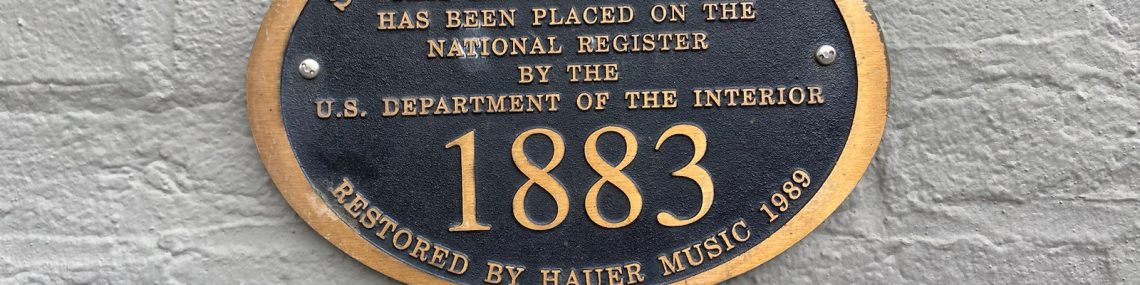 HAS BEEN PLACED ON THE
NATIONAL REGISTER
BY THE
U.S. DEPARTMENT OF THE INTERIOR
1883
RESTORED BY HAUER MUSIC 1989